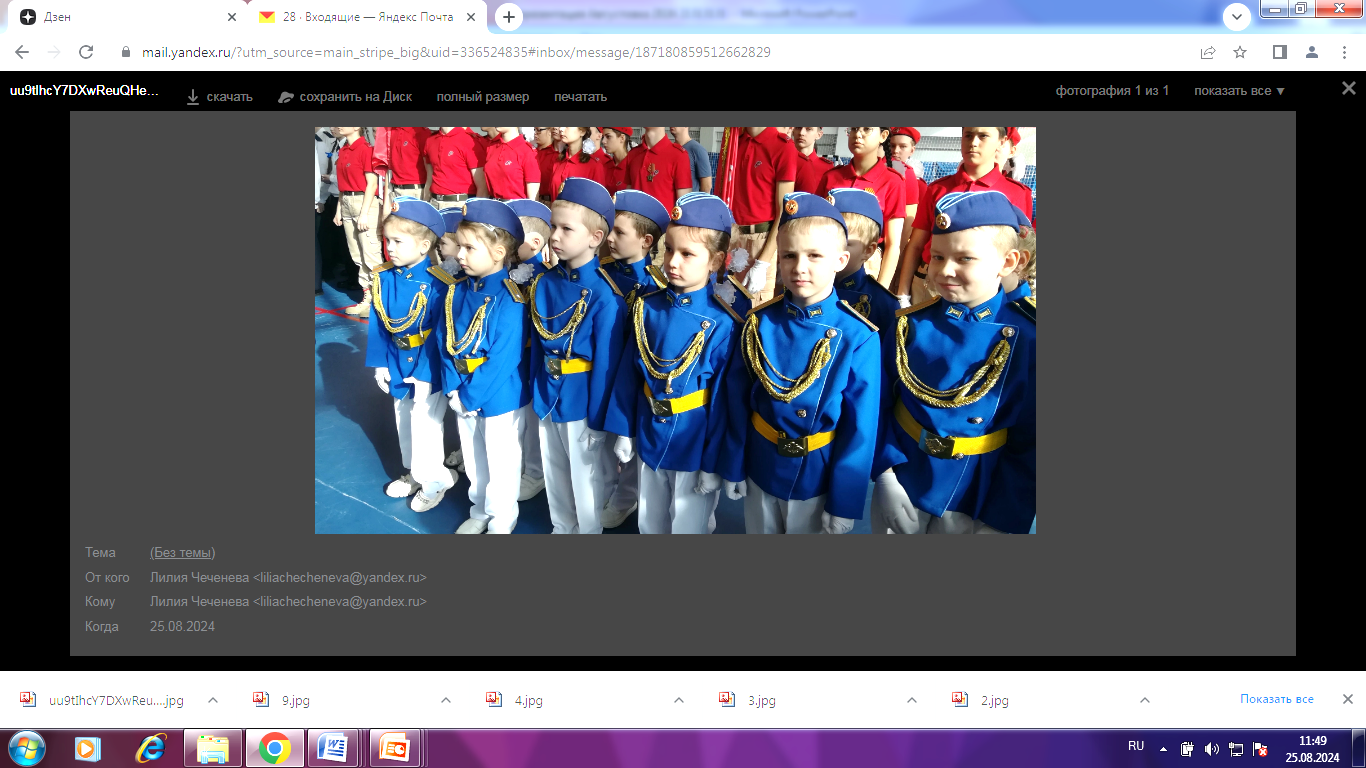 Дзен
28 · Входящие — Яндекс Почта
mail.yandex.ru/?utm_source=main_stripe_big&uid=336524835#inbox/message/187180859512662829
uu9tIhcY7DXwReuQHe...
скачать
сохранить на Диск
полный размер
печатать
фотография 1 из 1
показать все ▼
Тема (Без темы)
От кого Лилия Чеченева <liliachecheneva@yandex.ru>
Кому Лилия Чеченева <liliachecheneva@yandex.ru>
Когда 25.08.2024
uu9tIhcY7DXwReu....jpg
9.jpg
4.jpg
3.jpg
2.jpg
Показать все
RU
11:49
25.08.2024